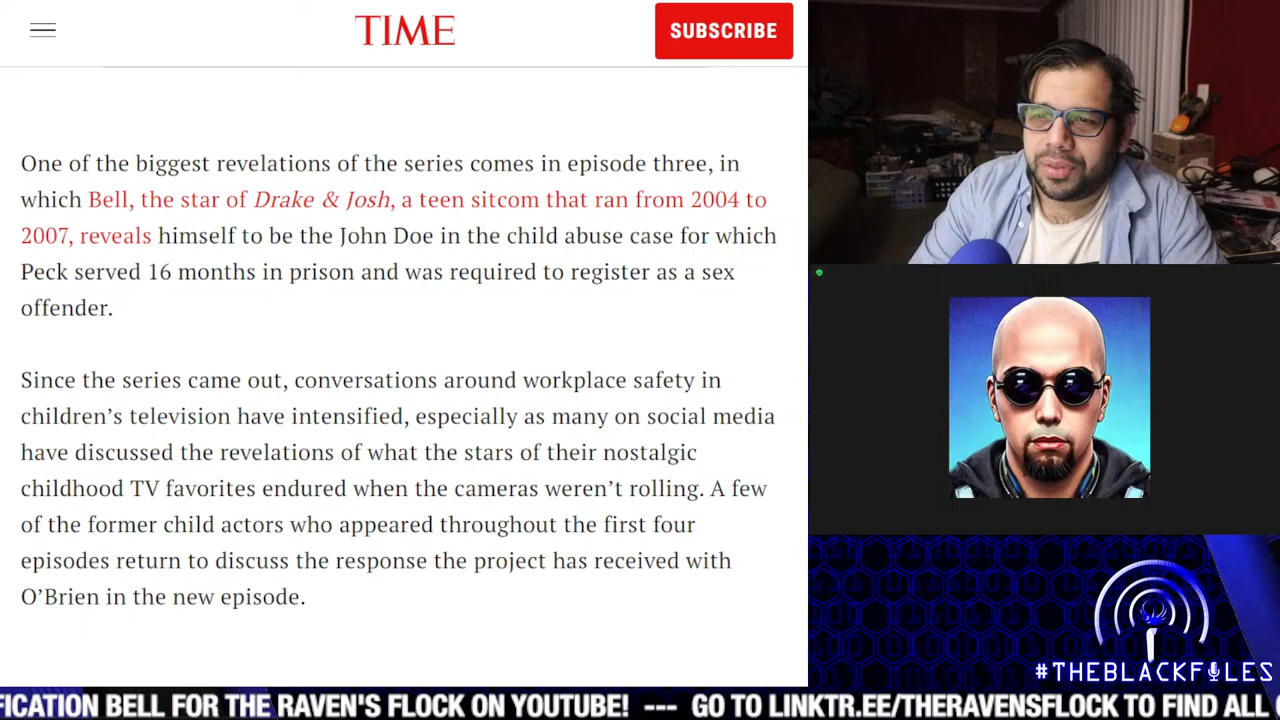 TIME
SUBSCRIBE
One of the biggest revelations of the series comes in episode three, in
which Bell, the star of Drake & Josh, a teen sitcom that ran from 2004 to
2007, reveals himself to be the John Doe in the child abuse case for which
Peck served 16 months in prison and was required to register as a sex
offender.
Since the series came out, conversations around workplace safety in
children's television have intensified, especially as many on social media
have discussed the revelations of what the stars of their nostalgic
childhood TV favorites endured when the cameras weren't rolling. A few
of the former child actors who appeared throughout the first four
episodes return to discuss the response the project has received with
O'Brien in the new episode.
#THEBLACKFILES
FICATION BELL FOR THE RAVEN'S FLOCK ON YOUTUBE! --- GO TO LINKTR.EE/THERAVENSFLOCK TO FIND ALL